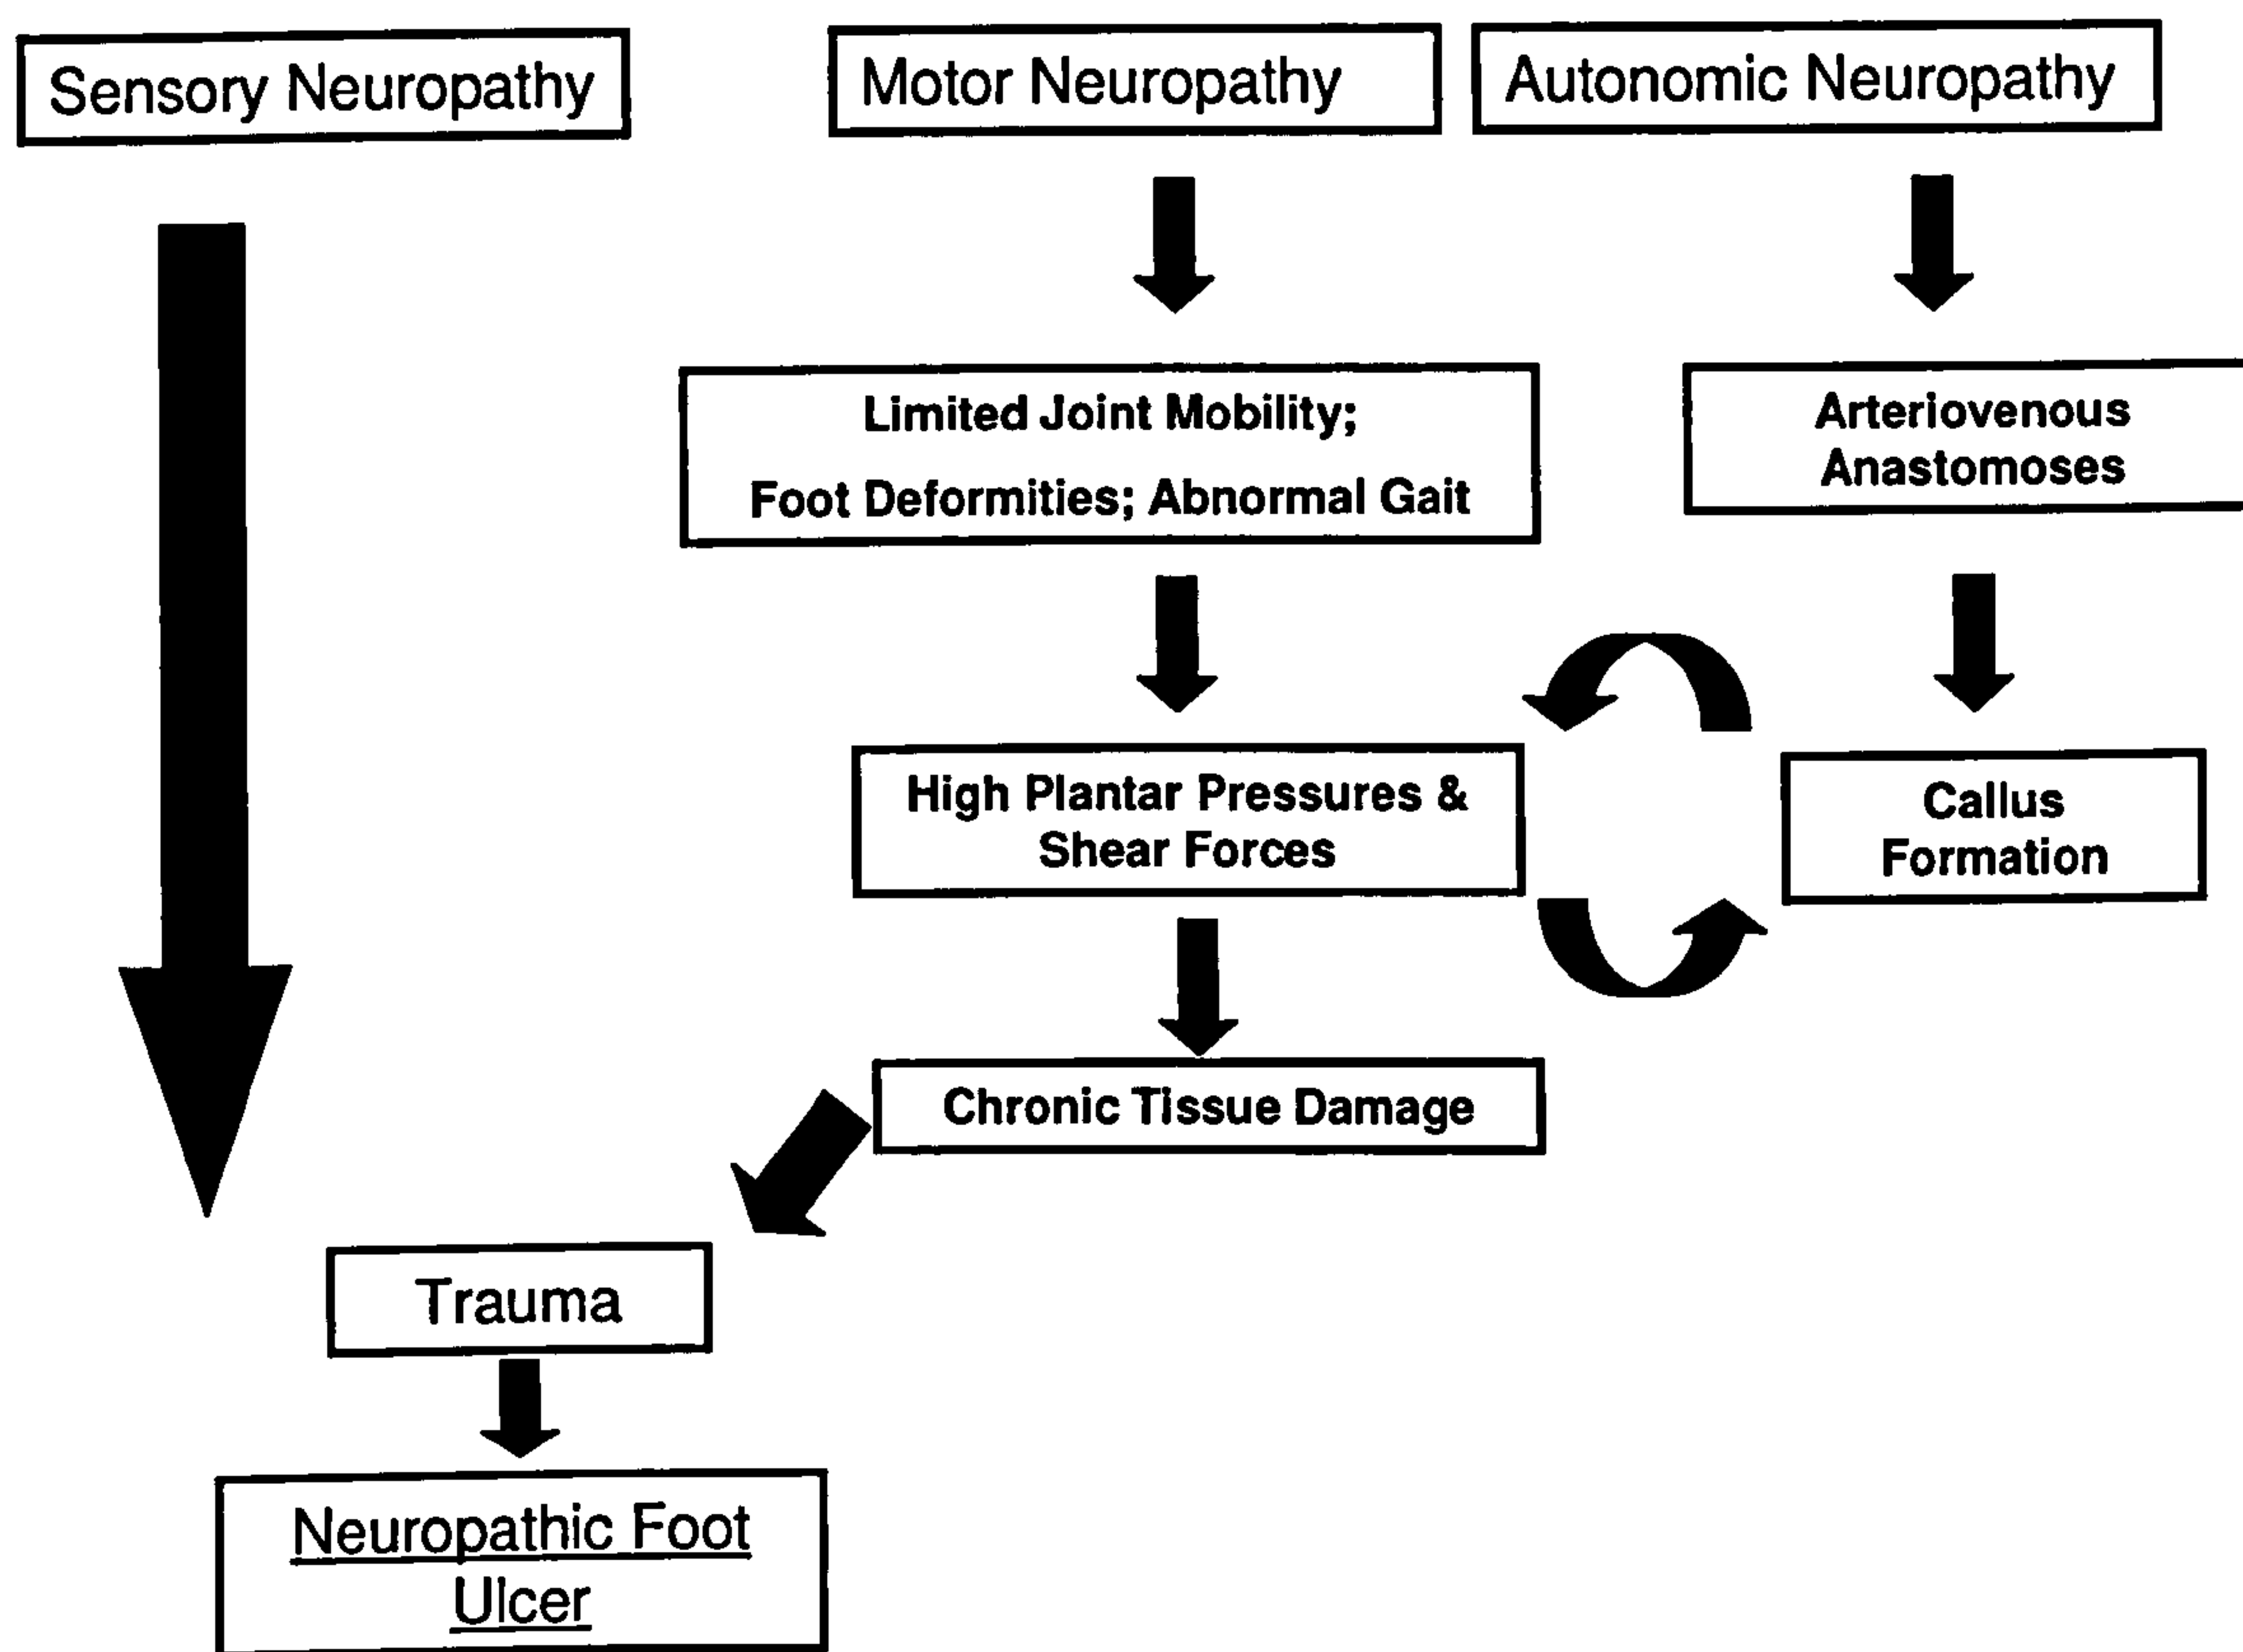 Sensory Neuropathy
Motor Neuropathy
Autonomic Neuropathy
Limited Joint Mobility;
Foot Deformities; Abnormal Gait
Arteriovenous
Anastomoses
High Plantar Pressures &
Shear Forces
Callus
Formation
Chronic Tissue Damage
Trauma
Neuropathic Foot
Ulcer